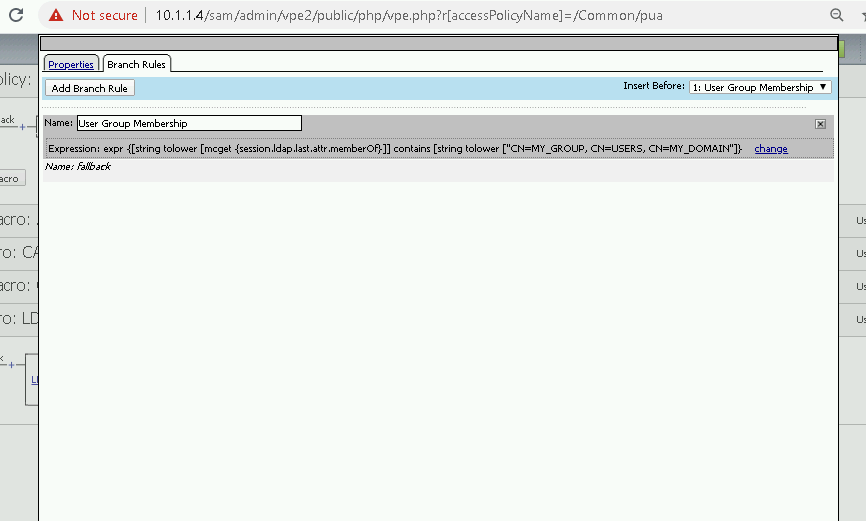 Not secure | 10.1.1.4/sam/admin/vpe2/public/php/vpe.php?r[accessPolicyName]=/Common/pua
Properties Branch Rules
olicy:
Add Branch Rule Insert Before: 1: User Group Membership
back
Name: User Group Membership
Expression: expr {[string tolower [mcget {session.ldap.last.attr.memberOf}]] contains [string tolower ["CN=MY_GROUP, CN=USERS, CN=MY_DOMAIN"]} change
Name: fallback
acro
acro: Us
ro: CA Us
acro: Us
ro: LD Us